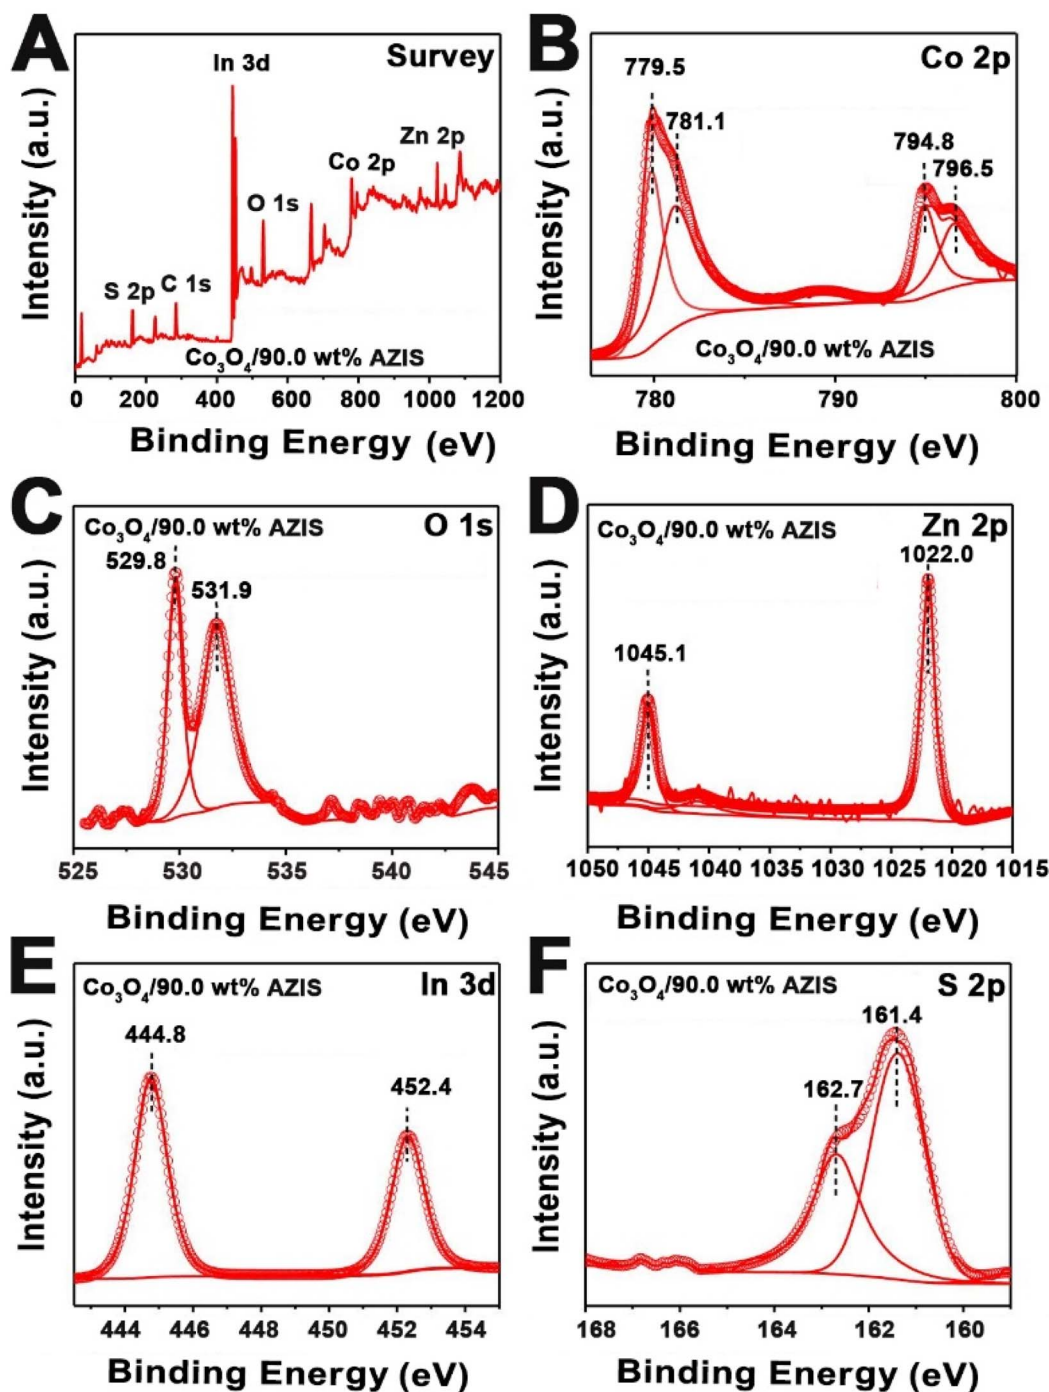 A
Survey
In 3d
Zn 2p
Co 2p
O 1s
S 2p
C 1s
Co₃O₄/90.0 wt% AZIS
0 200 400 600 800 1000 1200
Binding Energy (eV)
Intensity (a.u.)
B
Co 2p
779.5
781.1
794.8
796.5
Co₃O₄/90.0 wt% AZIS
780 790 800
Binding Energy (eV)
Intensity (a.u.)
C
Co₃O₄/90.0 wt% AZIS
O 1s
529.8
531.9
525 530 535 540 545
Binding Energy (eV)
Intensity (a.u.)
D
Co₃O₄/90.0 wt% AZIS
Zn 2p
1022.0
1045.1
1050 1045 1040 1035 1030 1025 1020 1015
Binding Energy (eV)
Intensity (a.u.)
E
Co₃O₄/90.0 wt% AZIS
In 3d
444.8
452.4
444 446 448 450 452 454
Binding Energy (eV)
Intensity (a.u.)
F
Co₃O₄/90.0 wt% AZIS
S 2p
161.4
162.7
168 166 164 162 160
Binding Energy (eV)
Intensity (a.u.)